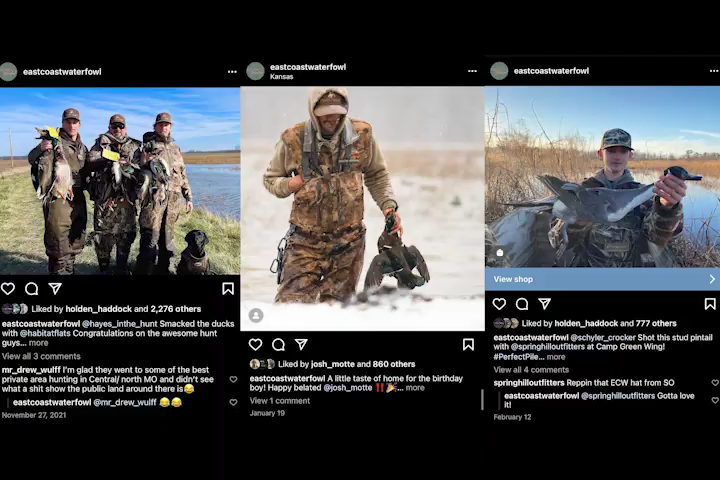 eastcoastwaterfowl
Liked by holden_haddock and 2,276 others
eastcoastwaterfowl @hayes_inthe_hunt Smacked the ducks
with @habitatflats Congratulations on the awesome hunt
guys... more
View all 3 comments
mr_drew_wulff I'm glad they went to some of the best
private area hunting in Central/ north MO and didn't see
what a shit show the public land around there is😂
eastcoastwaterfowl @mr_drew_wulff 😂😂
November 27, 2021
eastcoastwaterfowl
Kansas
Liked by josh_motte and 860 others
eastcoastwaterfowl A little taste of home for the birthday
boy! Happy belated @josh_motte ‼️🎉... more
View 1 comment
January 19
eastcoastwaterfowl
View shop
Liked by holden_haddock and 777 others
eastcoastwaterfowl @schyler_crocker Shot this stud pintail
with @springhilloutfitters at Camp Green Wing!
#PerfectPile... more
View all 4 comments
springhilloutfitters Reppin that ECW hat from SO
eastcoastwaterfowl @springhilloutfitters Gotta love
it!
February 12